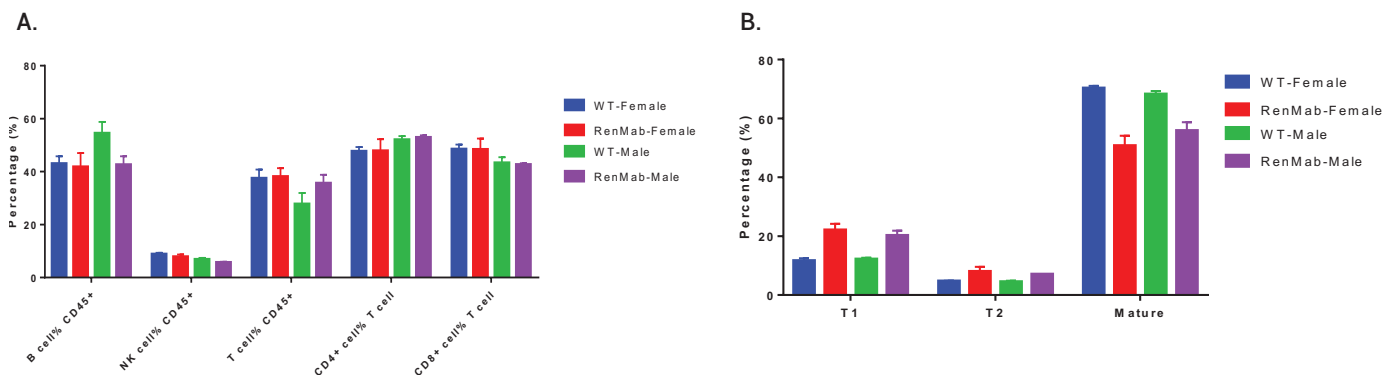 A.
Percentage (%)
80
60
40
20
0
B cell% CD45+
NK cell% CD45+
T cell% CD45+
CD4+ cell% T cell
CD8+ cell% T cell
WT-Female
RenMab-Female
WT-Male
RenMab-Male
B.
Percentage (%)
80
60
40
20
0
T1
T2
Mature
WT-Female
RenMab-Female
WT-Male
RenMab-Male